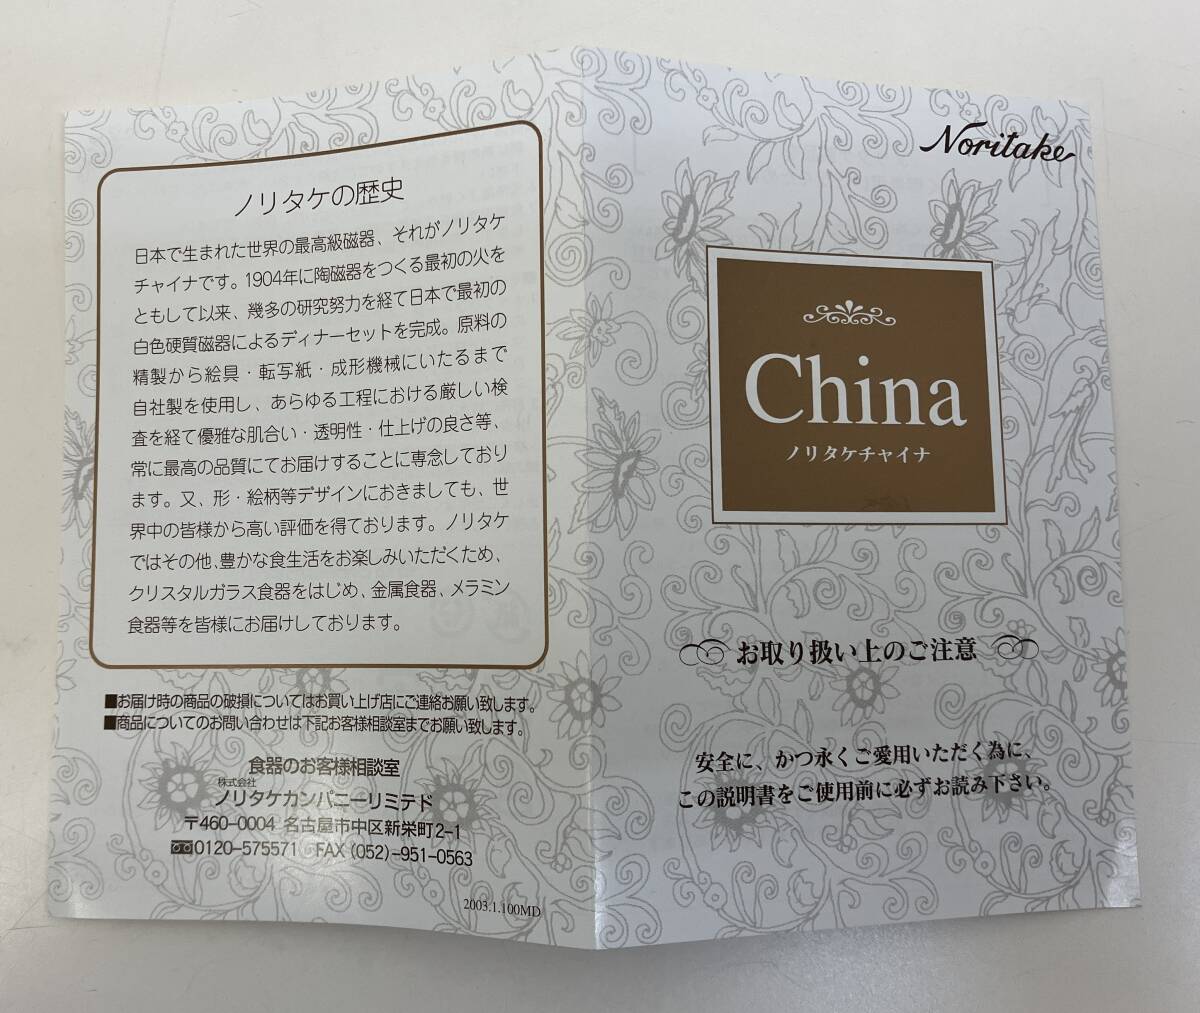 ノリタケの歴史
日本で生まれた世界の最高級磁器、それがノリタケ
チャイナです。1904年に陶磁器をつくる最初の火を
ともして以来、幾多の研究努力を経て日本で最初の
白色硬質磁器によるディナーセットを完成。原料の
精製から絵具・転写紙・成形機械にいたるまで
自社製を使用し、あらゆる工程における厳しい検
査を経て優雅な肌合い・透明性・仕上げの良さ等、
常に最高の品質にてお届けすることに専念しており
ます。又、形・絵柄等デザインにおきましても、世
界中の皆様から高い評価を得ております。ノリタケ
ではその他、豊かな食生活をお楽しみいただくため、
クリスタルガラス食器をはじめ、金属食器、メラミン
食器等を皆様にお届けしております。
■お届け時の商品の破損についてはお買い上げ店にご連絡お願い致します。
■商品についてのお問い合わせは下記お客様相談室までお願い致します。
食器のお客様相談室
株式会社
ノリタケカンパニーリミテド
〒460-0004 名古屋市中区新栄町2-1
0120-575571 FAX (052)-951-0563
2003.1.100MD
Noritake
China
ノリタケチャイナ
お取り扱い上のご注意
安全に、かつ永くご愛用いただく為に、
この説明書をご使用前に必ずお読み下さい。